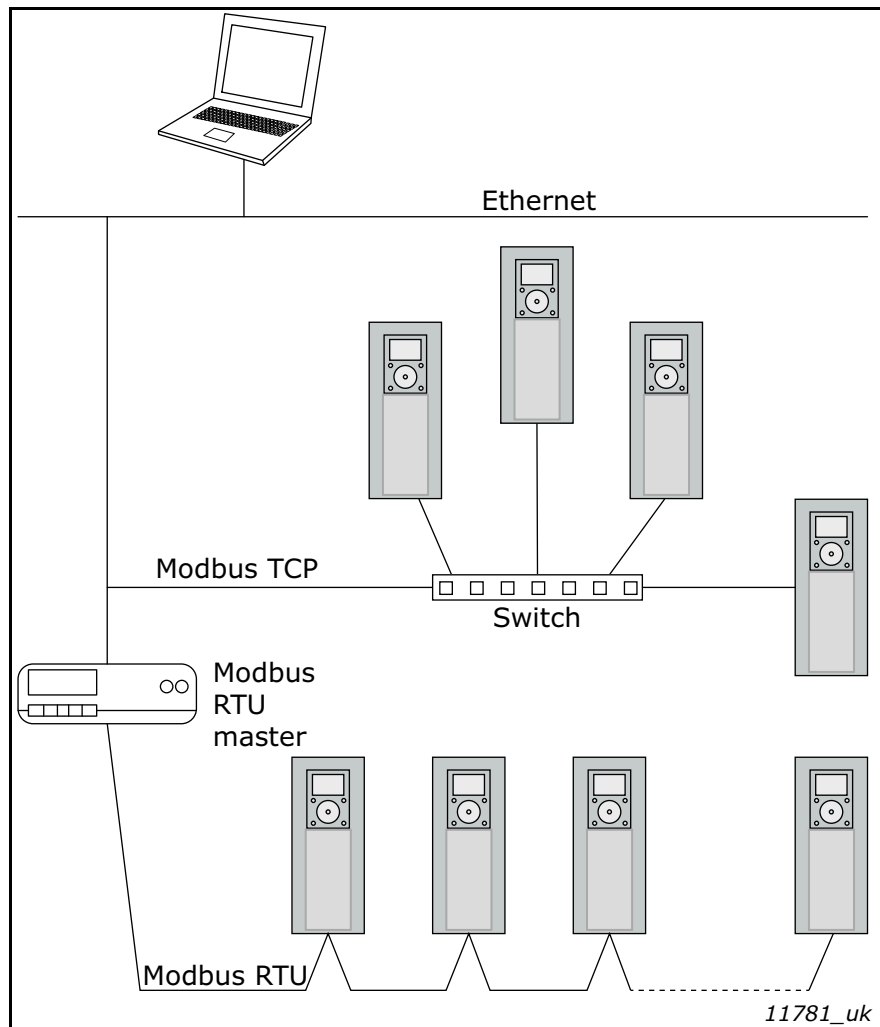 Ethernet
Modbus TCP
Switch
Modbus
RTU
master
Modbus RTU
11781_uk